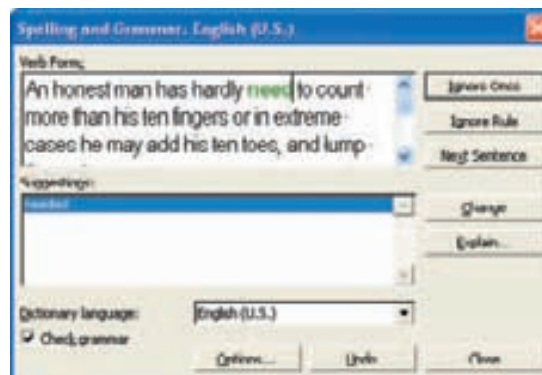 Spelling and Grammar: English (U.S.)
Verb Form:
An honest man has hardly need to count
more than his ten fingers or in extreme
cases he may add his ten toes, and lump
Ignore Once
Ignore Rule
Next Sentence
Suggestions:
needed
Change
Explain...
Dictionary language:
English (U.S.)
Check grammar
Options...
Undo
Close